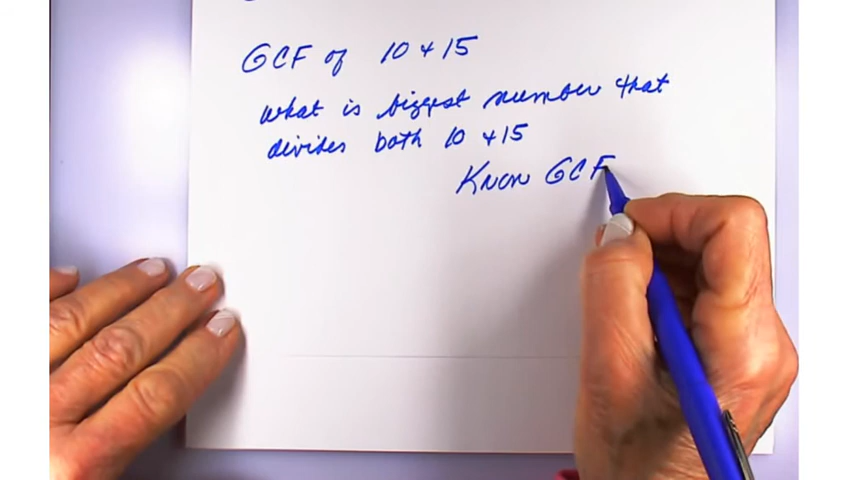 GCF of 10 + 15
what is biggest number that
divides both 10 + 15
Know GCF